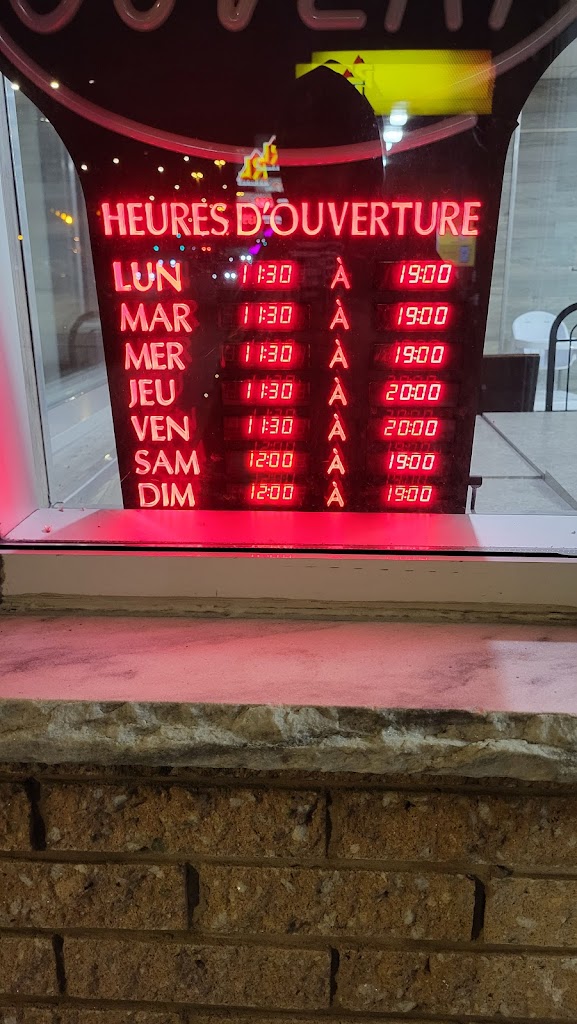 OUVERT
HEURES D'OUVERTURE
LUN 11:30 À 19:00
MAR 11:30 À 19:00
MER 11:30 À 19:00
JEU 11:30 À 20:00
VEN 11:30 À 20:00
SAM 12:00 À 19:00
DIM 12:00 À 19:00